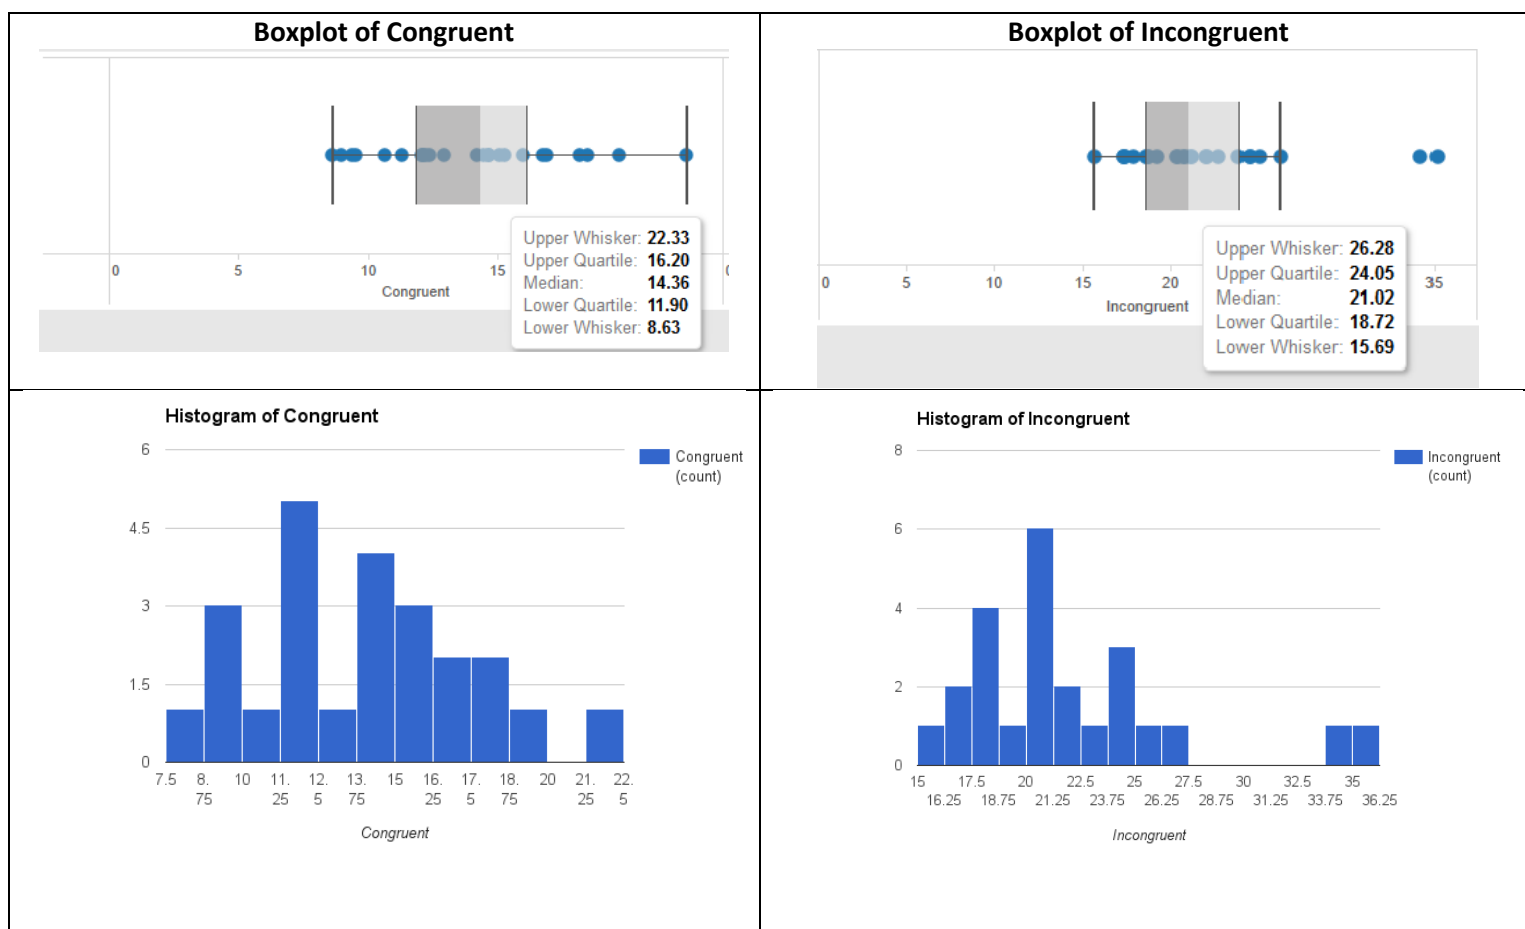 Boxplot of Congruent
Upper Whisker: 22.33
Upper Quartile: 16.20
Median: 14.36
Lower Quartile: 11.90
Lower Whisker: 8.63
0 5 10 15
Congruent
Boxplot of Incongruent
Upper Whisker: 26.28
Upper Quartile: 24.05
Median: 21.02
Lower Quartile: 18.72
Lower Whisker: 15.69
0 5 10 15 20 35
Incongruent
Histogram of Congruent
6
4.5
3
1.5
0
Congruent
(count)
7.5 8. 10 11. 12. 13. 15 16. 17. 18. 20 21. 22.
75 25 5 75 25 5 75 25 5
Congruent
Histogram of Incongruent
8
6
4
2
0
Incongruent
(count)
15 17.5 20 22.5 25 27.5 30 32.5 35
16.25 18.75 21.25 23.75 26.25 28.75 31.25 33.75 36.25
Incongruent